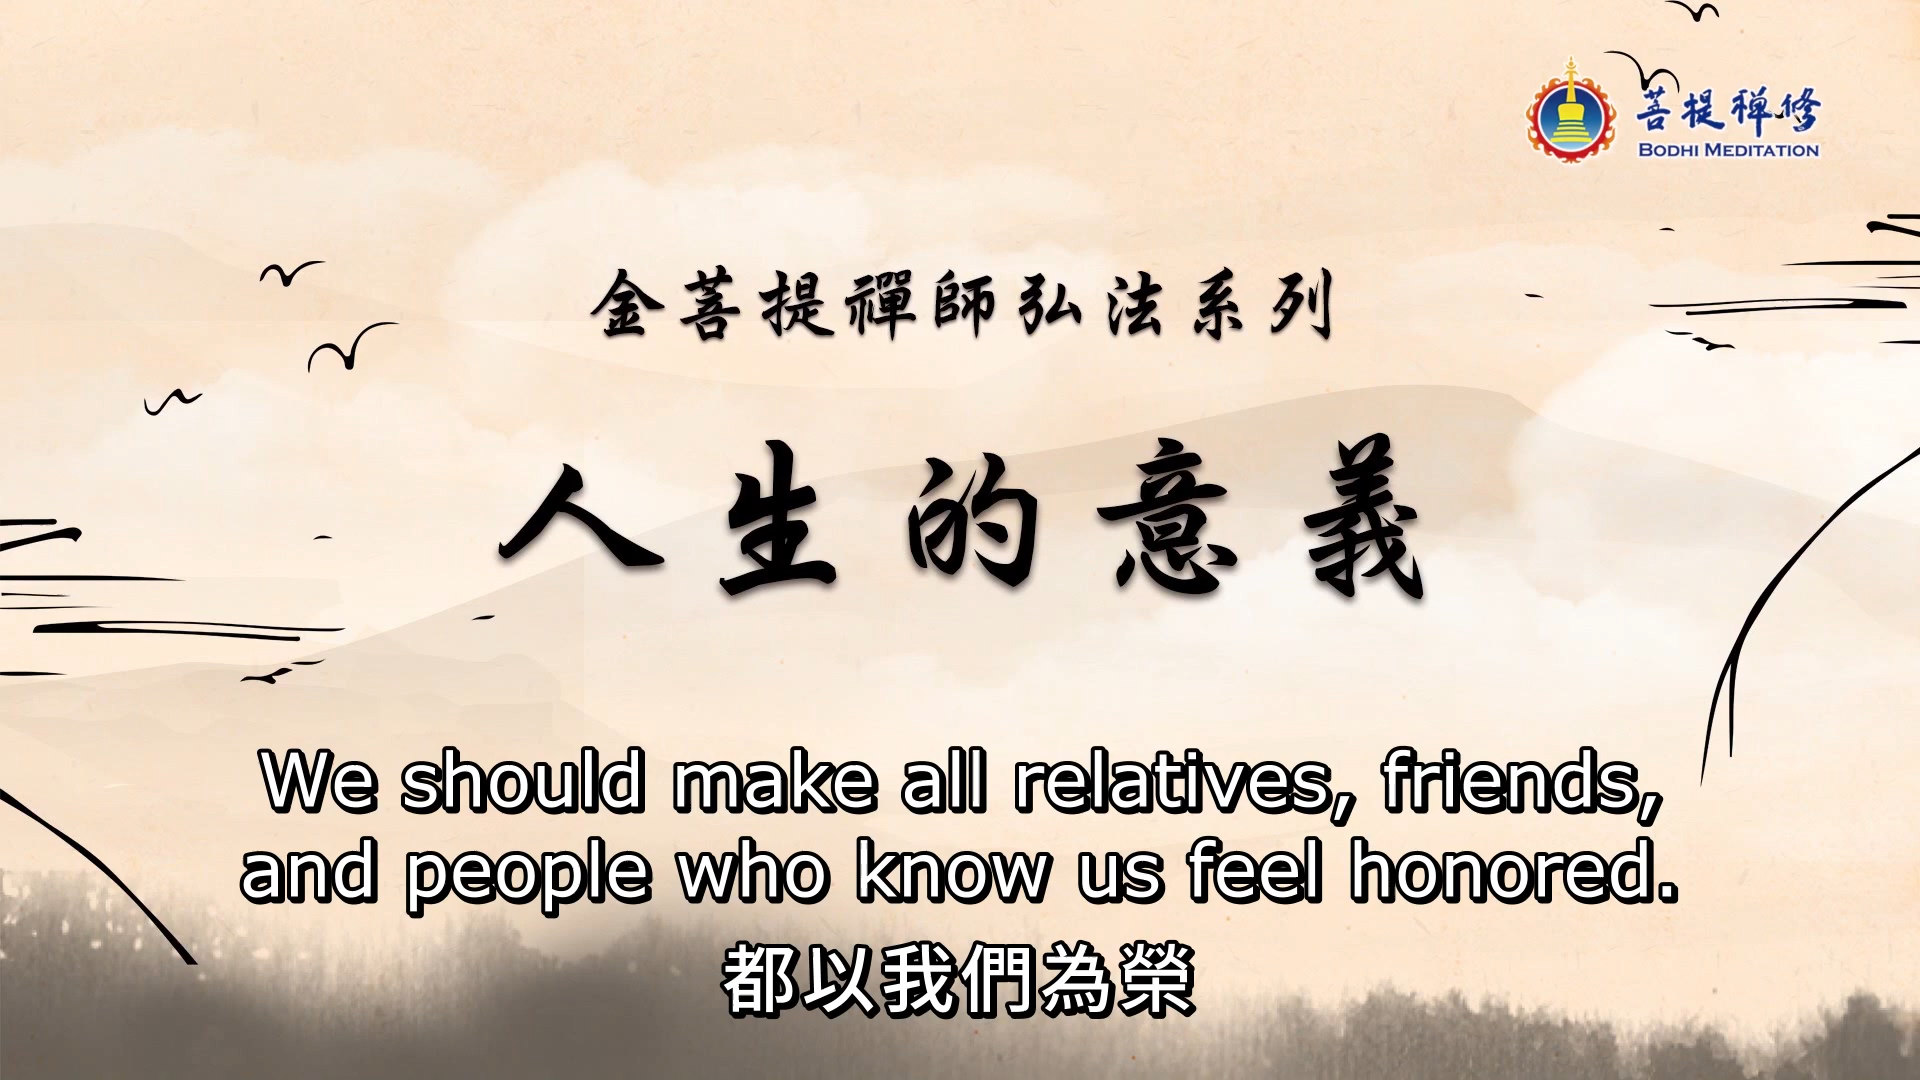 菩提禪修
BODHI MEDITATION
金菩提禪師弘法系列
人生的意義
We should make all relatives, friends,
and people who know us feel honored.
都以我們為榮